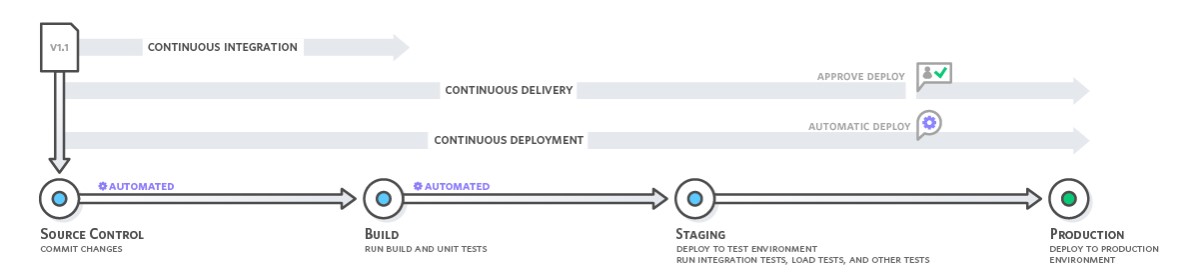 V1.1
CONTINUOUS INTEGRATION
APPROVE DEPLOY
CONTINUOUS DELIVERY
AUTOMATIC DEPLOY
CONTINUOUS DEPLOYMENT
AUTOMATED
AUTOMATED
SOURCE CONTROL
COMMIT CHANGES
BUILD
RUN BUILD AND UNIT TESTS
STAGING
DEPLOY TO TEST ENVIRONMENT
RUN INTEGRATION TESTS, LOAD TESTS, AND OTHER TESTS
PRODUCTION
DEPLOY TO PRODUCTION
ENVIRONMENT